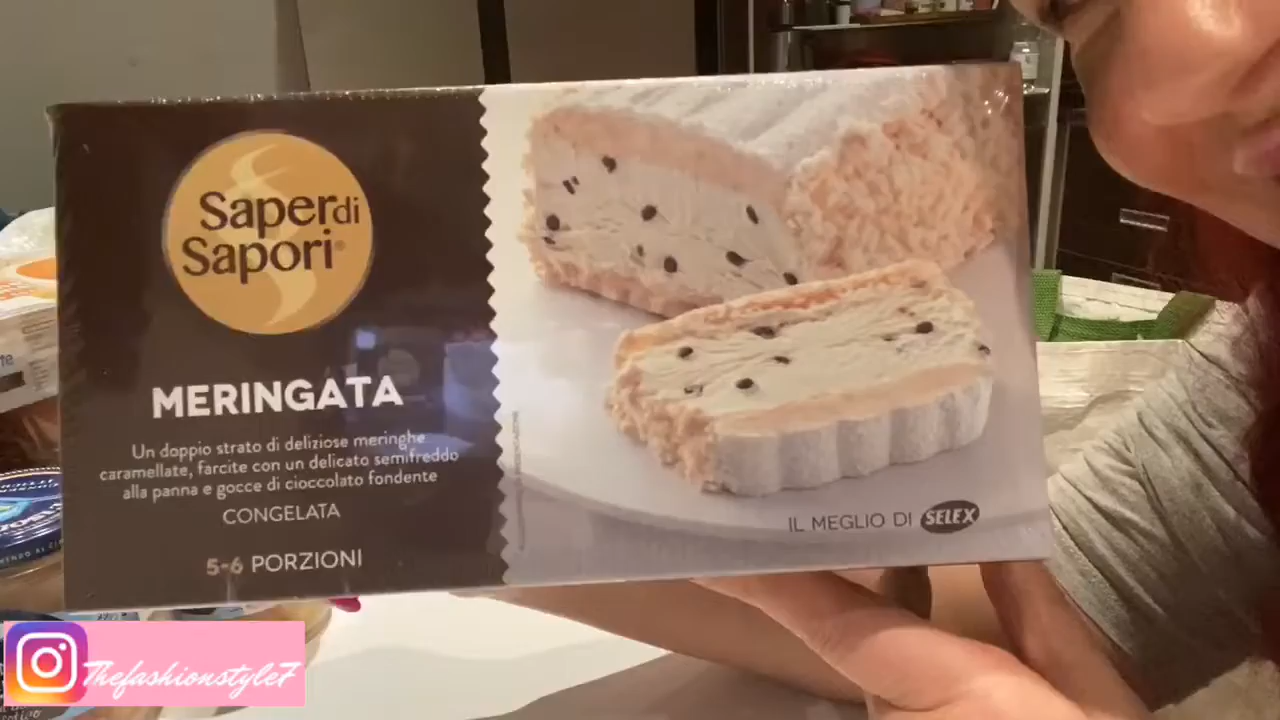 Saper di
Sapori®
MERINGATA
Un doppio strato di deliziose meringhe
caramellate, farcite con un delicato semifreddo
alla panna e gocce di cioccolato fondente
CONGELATA
5-6 PORZIONI
IL MEGLIO DI SELEX
Thefashionstyle7